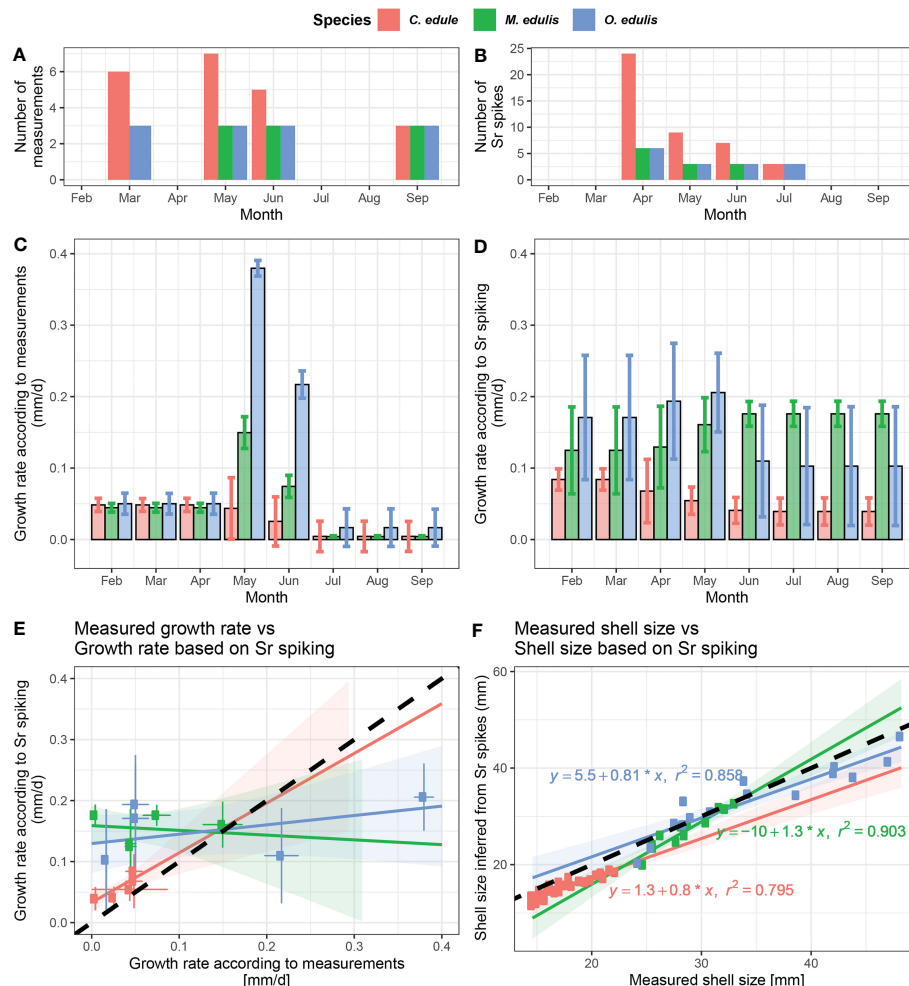 Species C. edule M. edulis O. edulis
A
Number of
measurements
6
4
2
0
Feb Mar Apr May Jun Jul Aug Sep
Month
B
Number of
Sr spikes
25
20
15
10
5
0
Feb Mar Apr May Jun Jul Aug Sep
Month
C
Growth rate according to measurements
(mm/d)
0.4
0.3
0.2
0.1
0.0
Feb Mar Apr May Jun Jul Aug Sep
Month
D
Growth rate according to Sr spiking
(mm/d)
0.4
0.3
0.2
0.1
0.0
Feb Mar Apr May Jun Jul Aug Sep
Month
E
Measured growth rate vs
Growth rate based on Sr spiking
Growth rate according to Sr spiking
(mm/d)
0.4
0.3
0.2
0.1
0.0
0.0 0.1 0.2 0.3 0.4
Growth rate according to measurements
[mm/d]
F
Measured shell size vs
Shell size based on Sr spiking
Shell size inferred from Sr spikes (mm)
60
40
20
y = 5.5 + 0.81 * x, r² = 0.858
y = −10 + 1.3 * x, r² = 0.903
y = 1.3 + 0.8 * x, r² = 0.795
20 30 40
Measured shell size [mm]